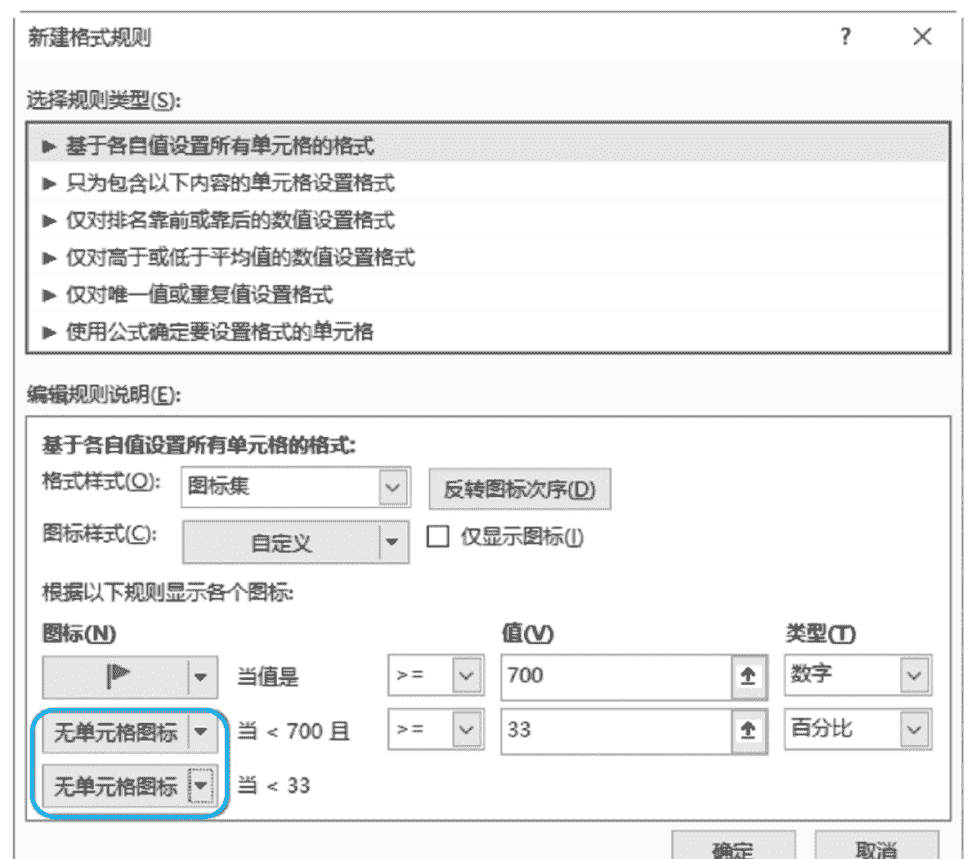 新建格式规则 ?
选择规则类型(S):
► 基于各自值设置所有单元格的格式
► 只为包含以下内容的单元格设置格式
► 仅对排名靠前或靠后的数值设置格式
► 仅对高于或低于平均值的数值设置格式
► 仅对唯一值或重复值设置格式
► 使用公式确定要设置格式的单元格
编辑规则说明(E):
基于各自值设置所有单元格的格式:
格式样式(O): 图标集 反转图标次序(D)
图标样式(C): 自定义 仅显示图标(I)
根据以下规则显示各个图标:
图标(N) 值(V) 类型(T)
当值是 >= 700 数字
无单元格图标 当 < 700 且 >= 33 百分比
无单元格图标 当 < 33
确定 取消